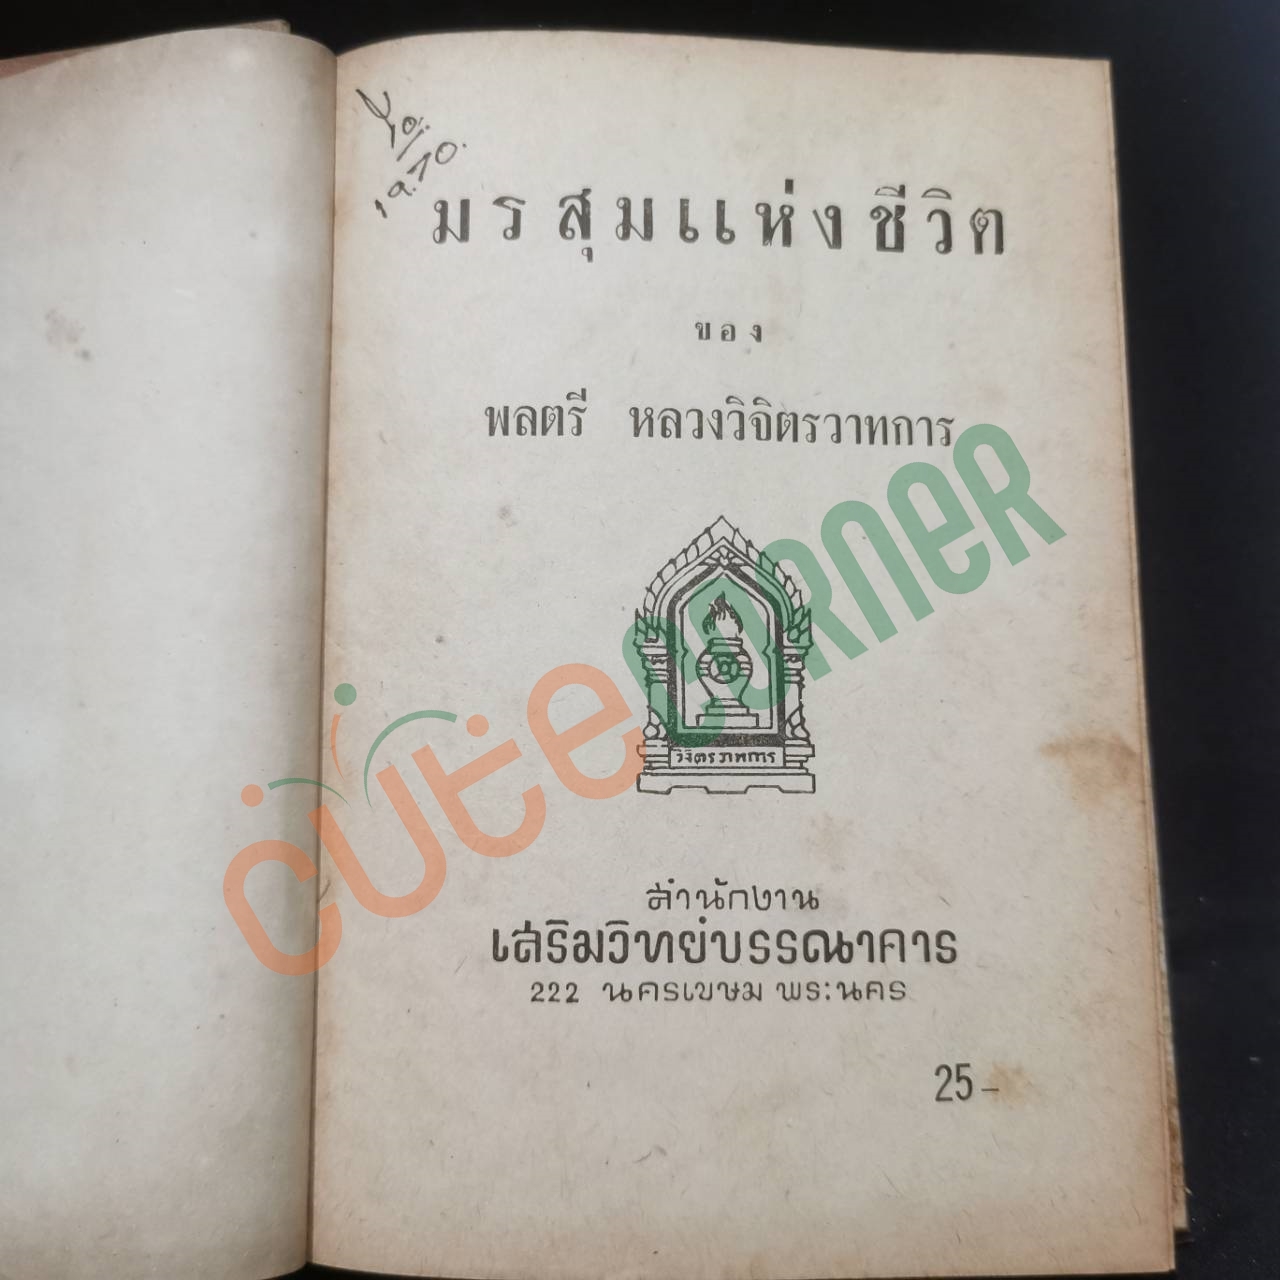 มรสุมแห่งชีวิต
ของ
พลตรี หลวงวิจิตรวาทการ
CUTE CORNER
วิจิตรวาทการ
สำนักงาน
เสริมวิทย์บรรณาคาร
222 นครเขษม พระนคร
25-